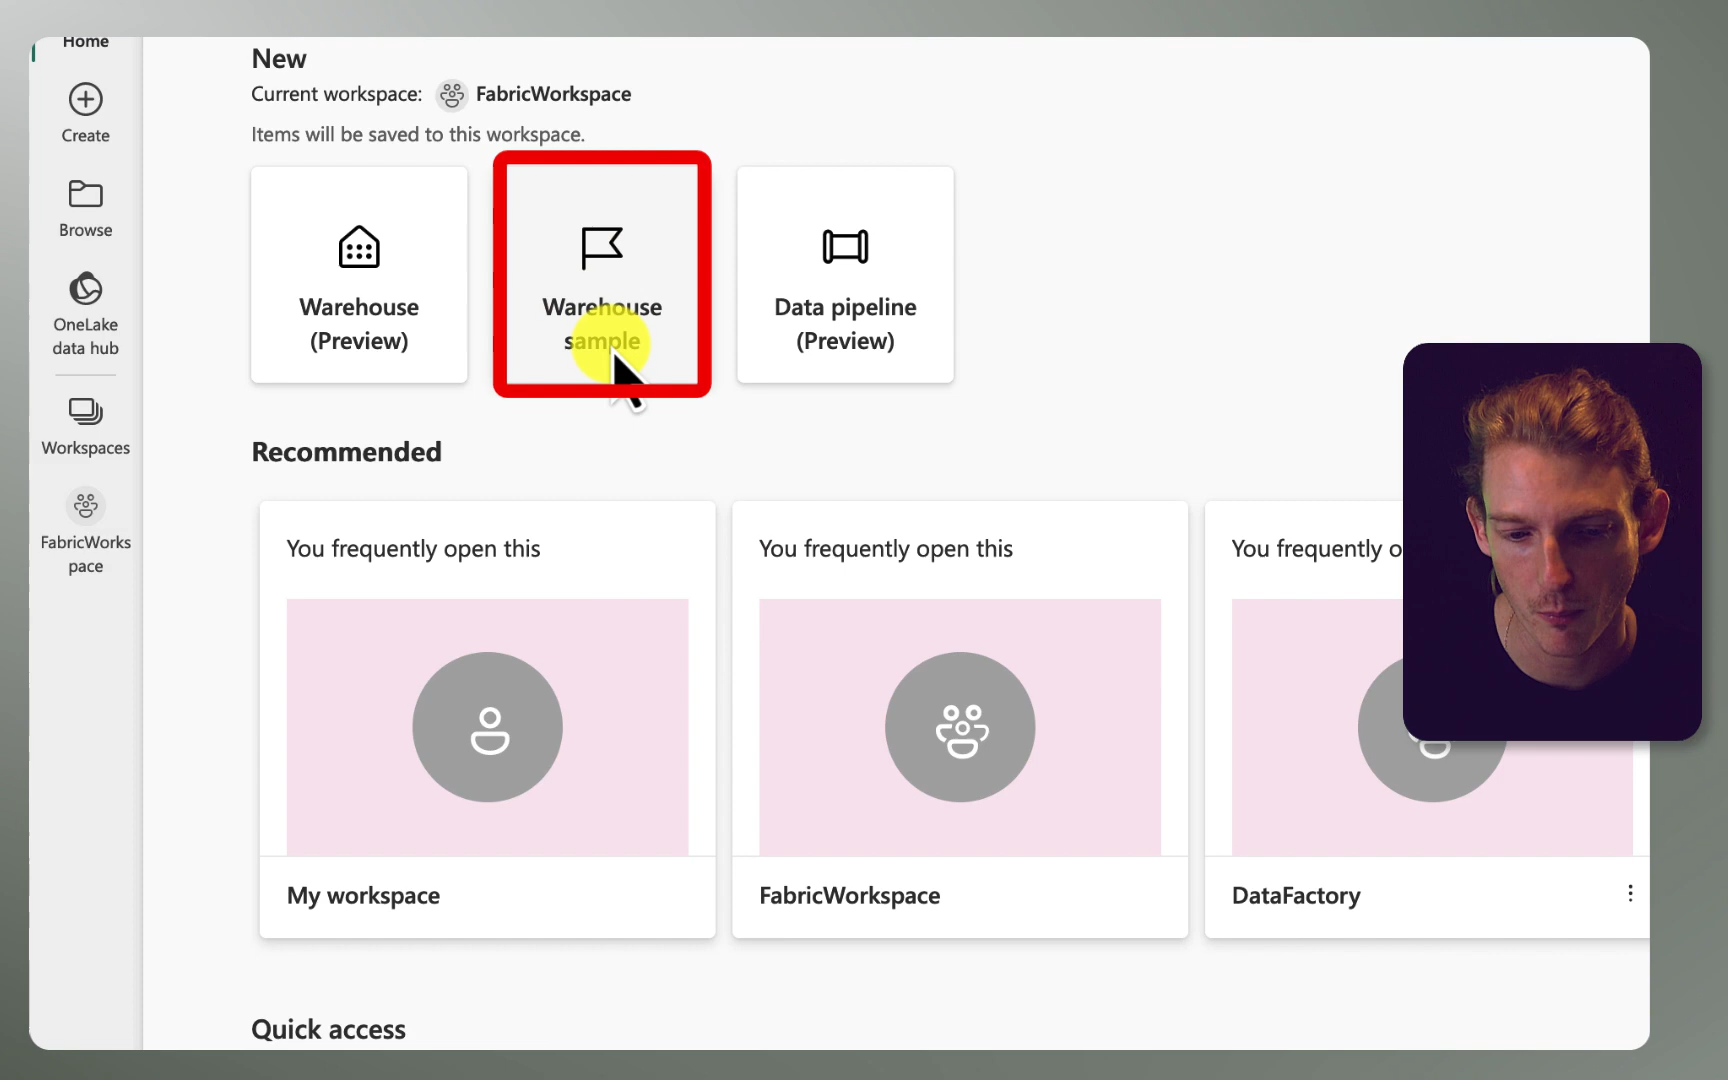 Home
Create
Browse
OneLake
data hub
Workspaces
FabricWorks
pace
New
Current workspace: FabricWorkspace
Items will be saved to this workspace.
Warehouse
(Preview)
Warehouse
sample
Data pipeline
(Preview)
Recommended
You frequently open this
You frequently open this
You frequently o
My workspace
FabricWorkspace
DataFactory
Quick access